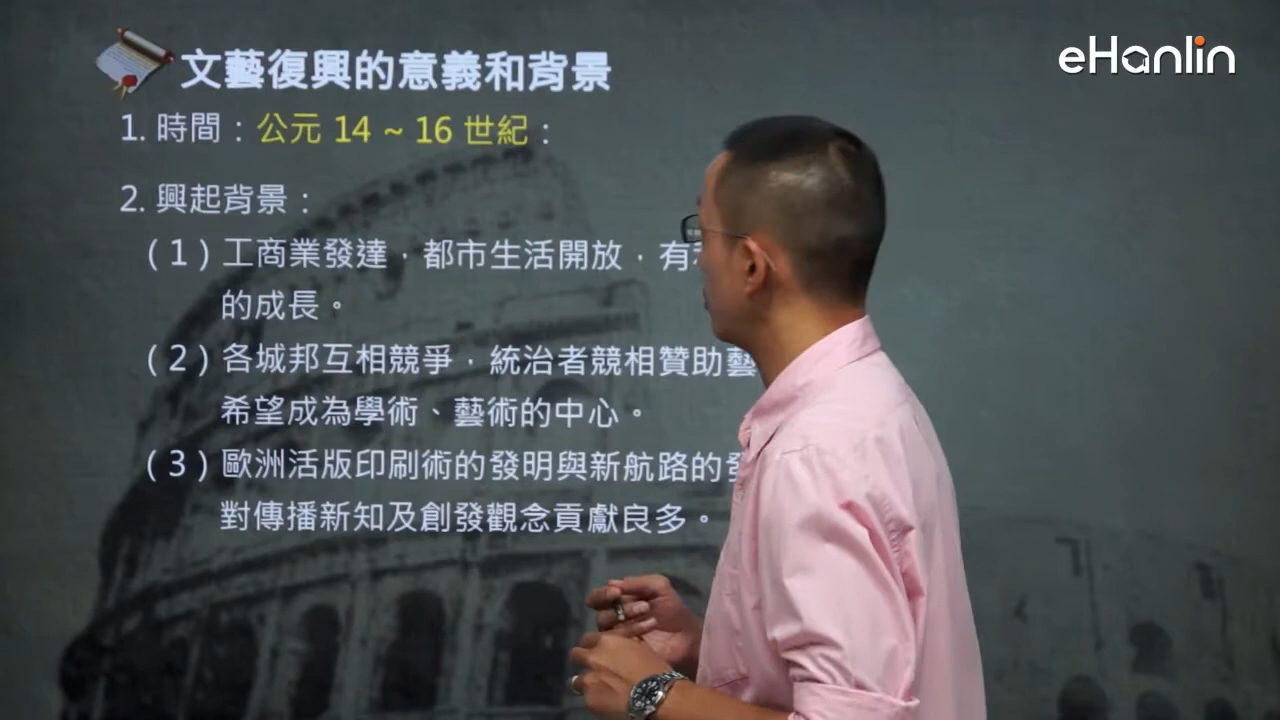 eHanlin
文藝復興的意義和背景
1. 時間：公元 14 ~ 16 世紀：
2. 興起背景：
（1）工商業發達，都市生活開放，有
的成長。
（2）各城邦互相競爭，統治者競相贊助藝
希望成為學術、藝術的中心。
（3）歐洲活版印刷術的發明與新航路的
對傳播新知及創發觀念貢獻良多。